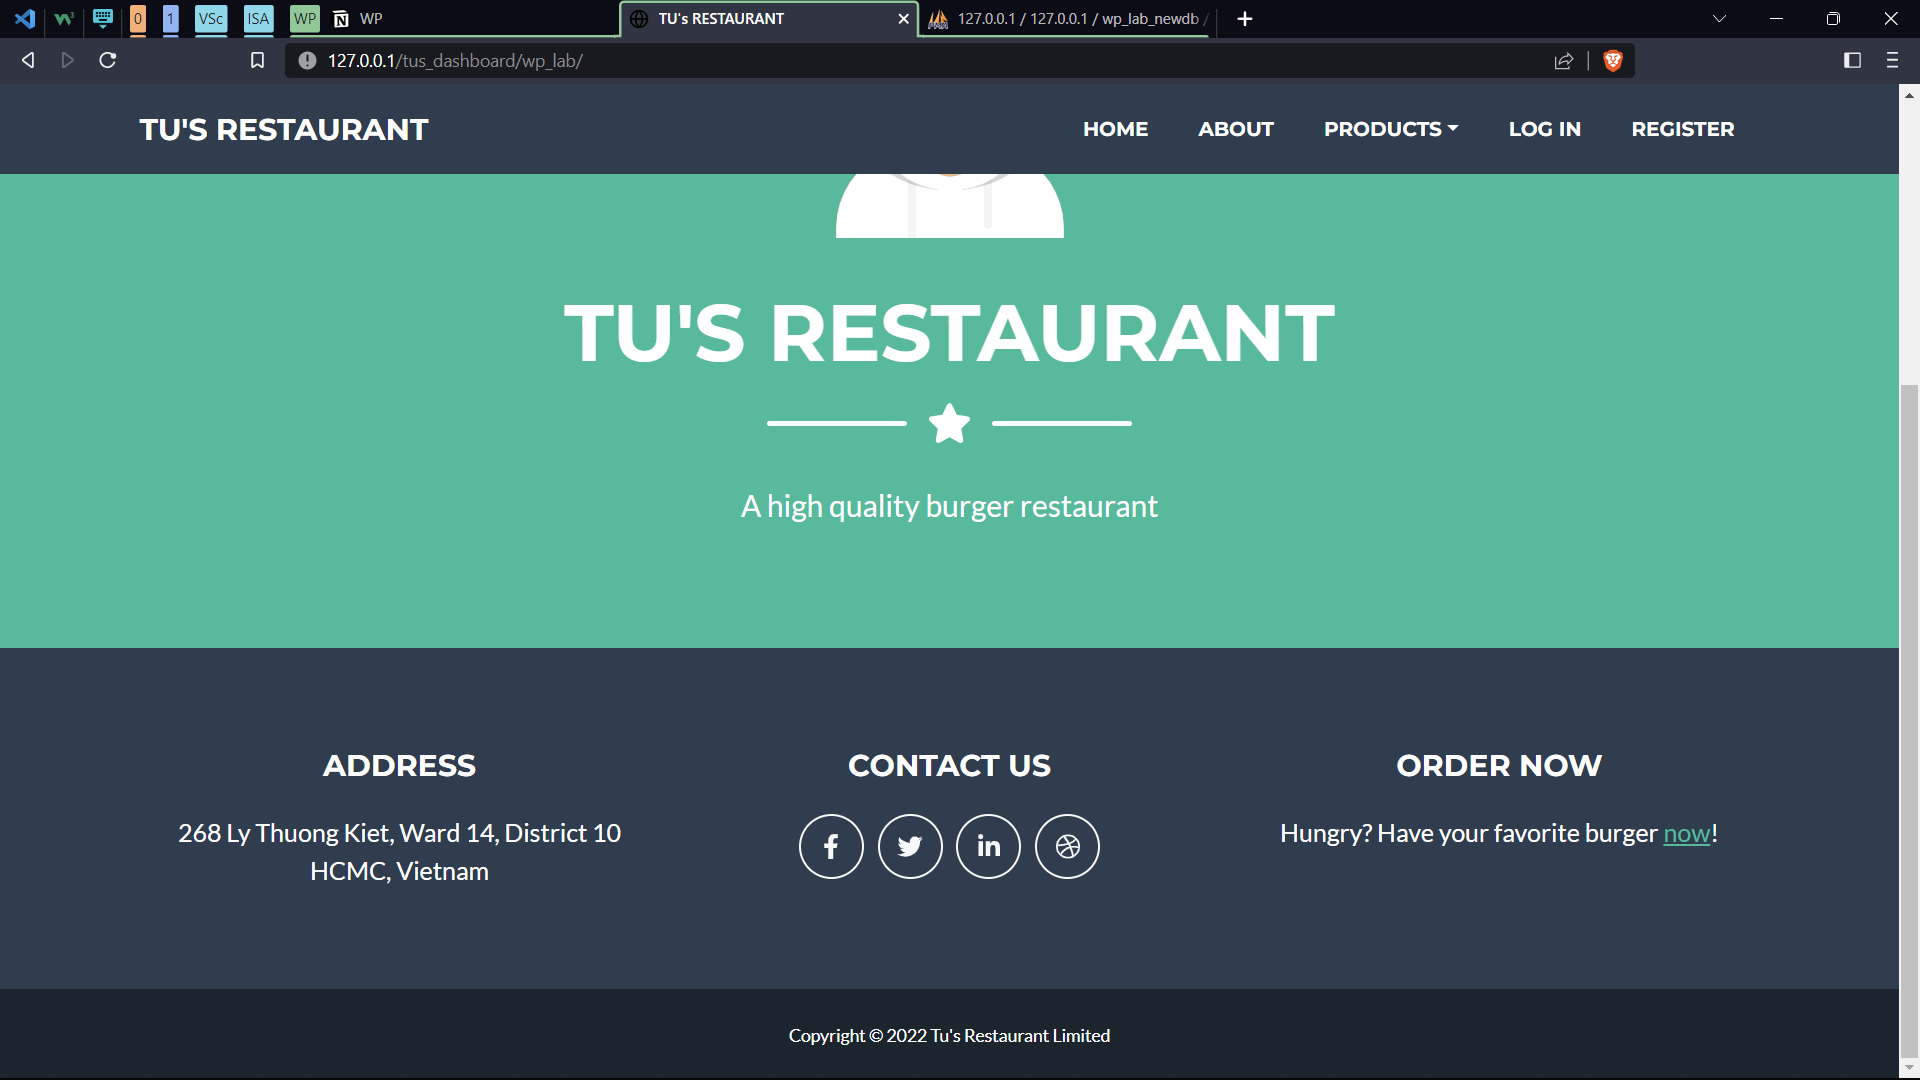 0
1
VSc
ISA
WP
WP
TU's RESTAURANT
127.0.0.1 / 127.0.0.1 / wp_lab_newdb /
127.0.0.1/tus_dashboard/wp_lab/
TU'S RESTAURANT
HOME
ABOUT
PRODUCTS
LOG IN
REGISTER
TU'S RESTAURANT
A high quality burger restaurant
ADDRESS
268 Ly Thuong Kiet, Ward 14, District 10
HCMC, Vietnam
CONTACT US
ORDER NOW
Hungry? Have your favorite burger now!
Copyright © 2022 Tu's Restaurant Limited